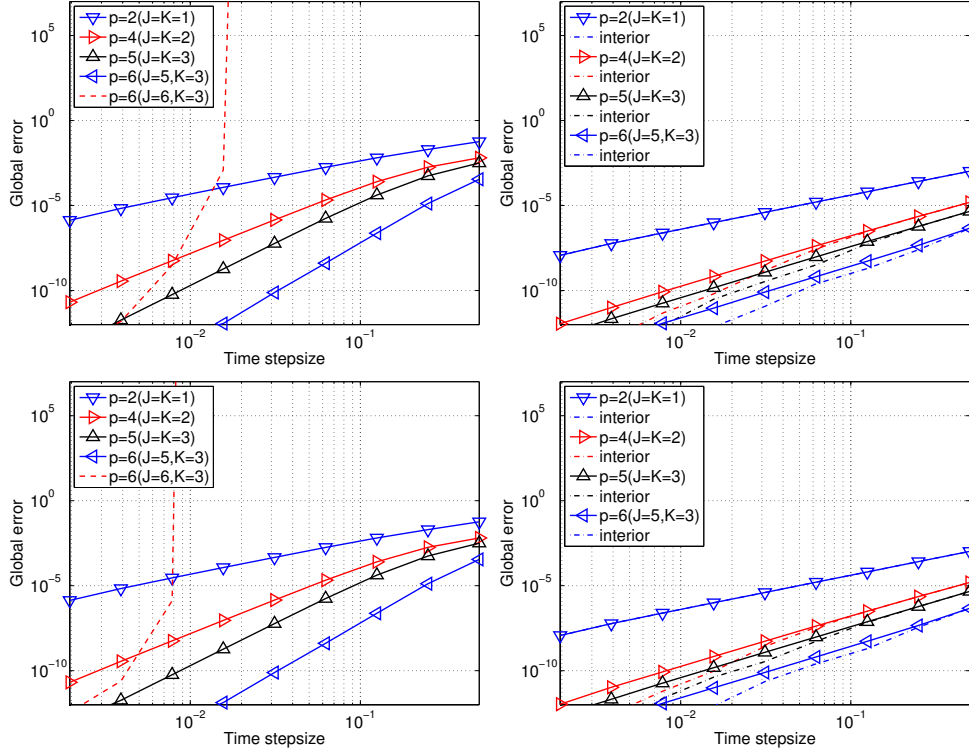 10^5
10^0
10^-5
10^-10
Global error
p=2(J=K=1)
p=4(J=K=2)
p=5(J=K=3)
p=6(J=5,K=3)
p=6(J=6,K=3)
10^-2
10^-1
Time stepsize
10^5
10^0
10^-5
10^-10
Global error
p=2(J=K=1)
interior
p=4(J=K=2)
interior
p=5(J=K=3)
interior
p=6(J=5,K=3)
interior
10^-2
10^-1
Time stepsize
10^5
10^0
10^-5
10^-10
Global error
p=2(J=K=1)
p=4(J=K=2)
p=5(J=K=3)
p=6(J=5,K=3)
p=6(J=6,K=3)
10^-2
10^-1
Time stepsize
10^5
10^0
10^-5
10^-10
Global error
p=2(J=K=1)
interior
p=4(J=K=2)
interior
p=5(J=K=3)
interior
p=6(J=5,K=3)
interior
10^-2
10^-1
Time stepsize